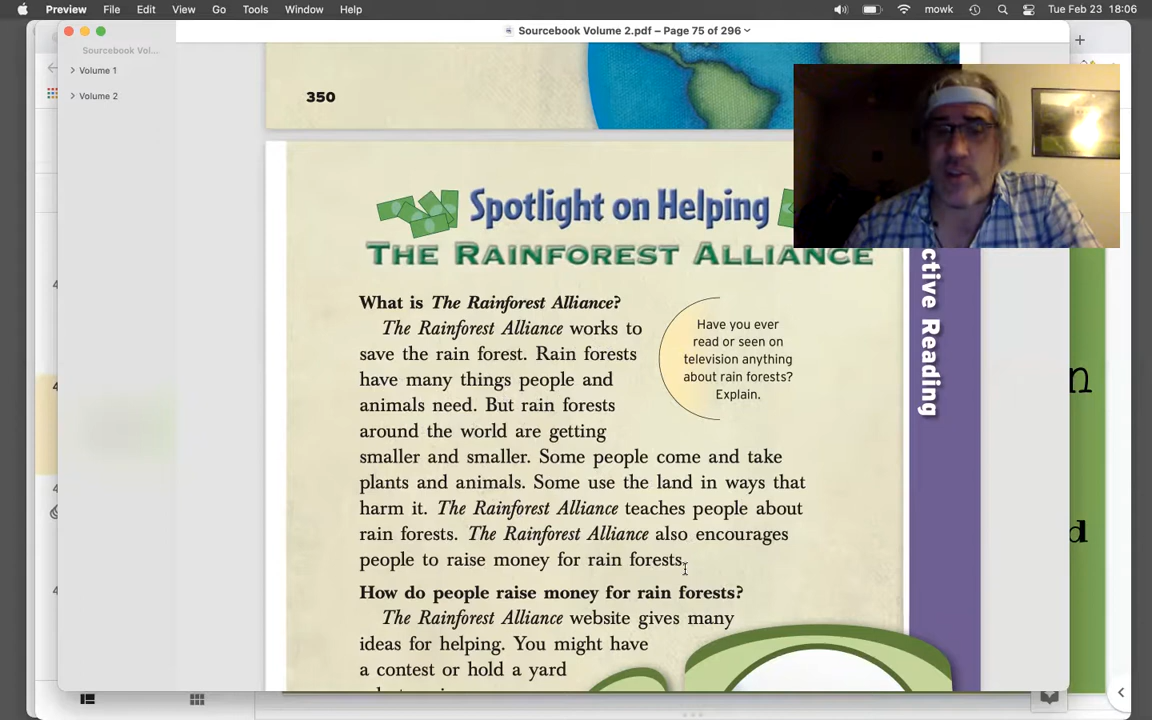 Preview File Edit View Go Tools Window Help mowk Tue Feb 23 18:06
Sourcebook Volume 2.pdf — Page 75 of 296
Sourcebook Vol...
Volume 1
Volume 2
350
Spotlight on Helping
THE RAINFOREST ALLIANCE
What is The Rainforest Alliance?
The Rainforest Alliance works to
save the rain forest. Rain forests
have many things people and
animals need. But rain forests
around the world are getting
smaller and smaller. Some people come and take
plants and animals. Some use the land in ways that
harm it. The Rainforest Alliance teaches people about
rain forests. The Rainforest Alliance also encourages
people to raise money for rain forests.
Have you ever
read or seen on
television anything
about rain forests?
Explain.
How do people raise money for rain forests?
The Rainforest Alliance website gives many
ideas for helping. You might have
a contest or hold a yard
ctive Reading
n
d